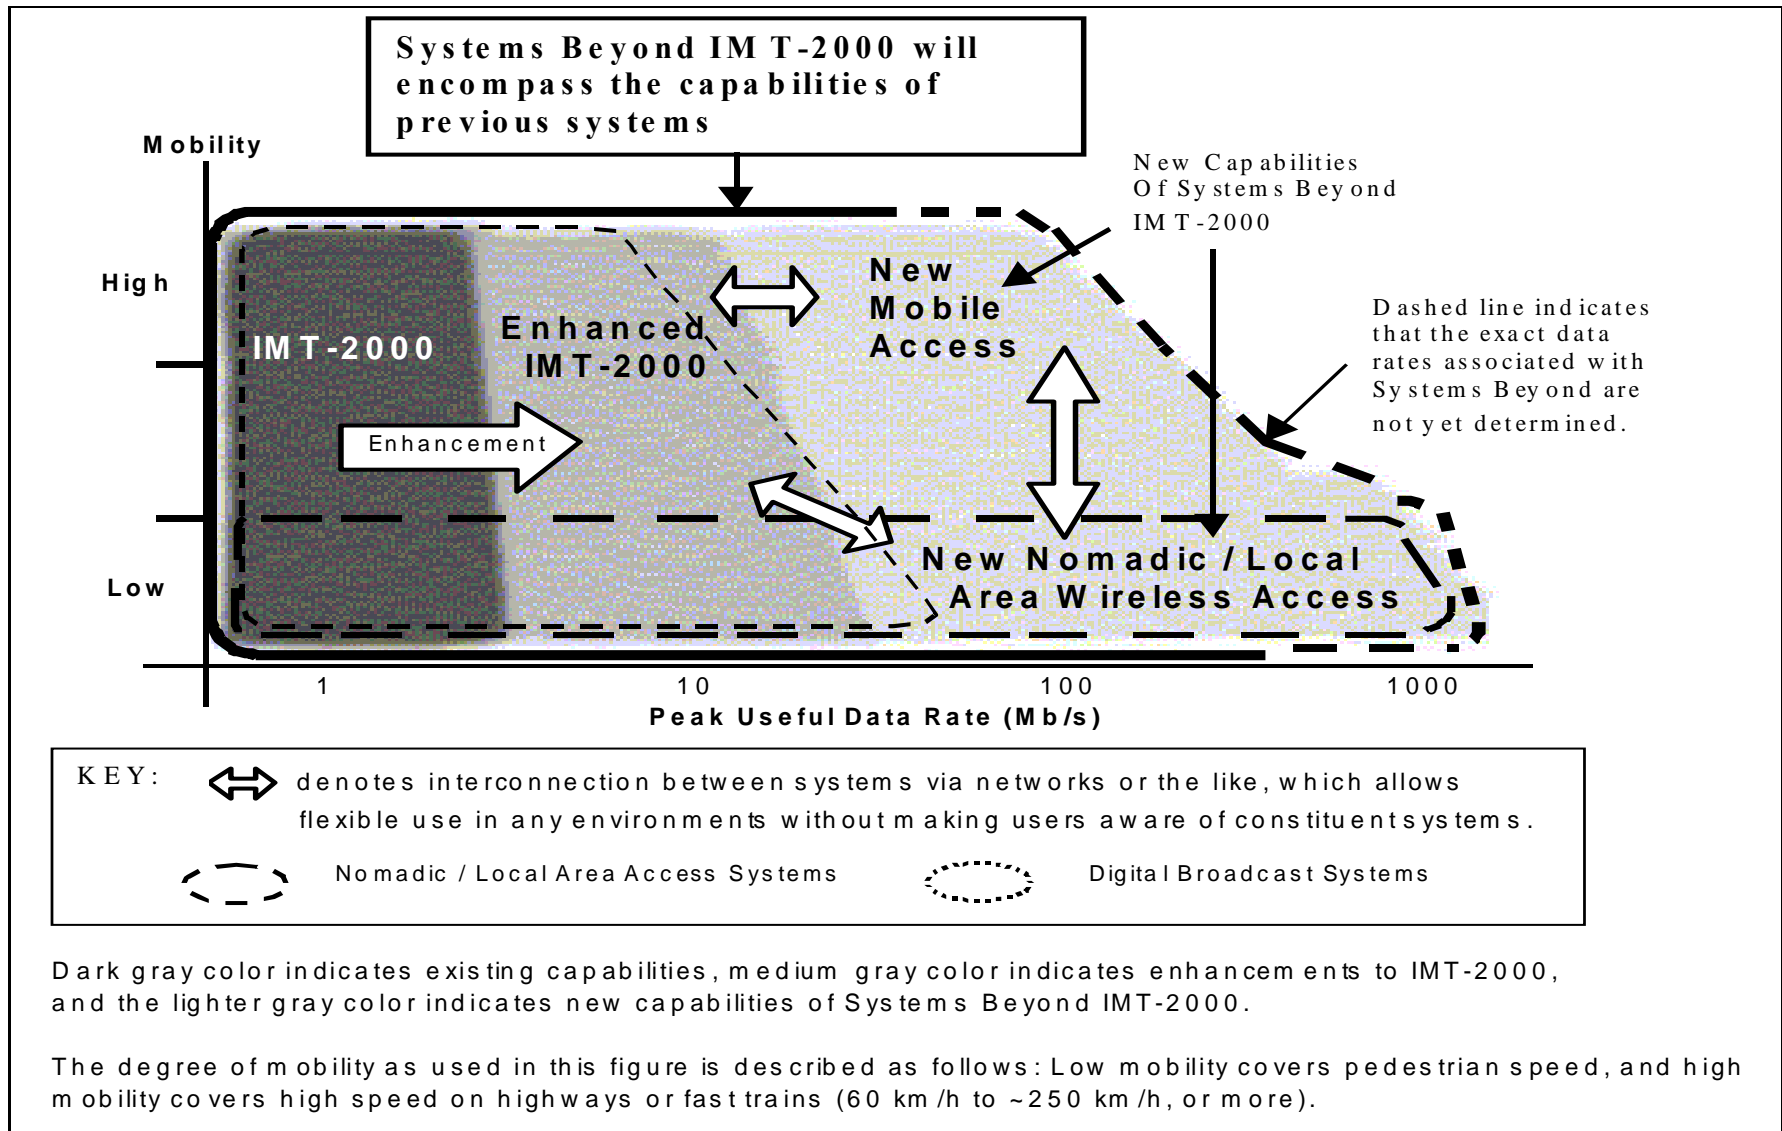 Systems Beyond IMT-2000 will
encompass the capabilities of
previous systems
Mobility
New Capabilities
Of Systems Beyond
IMT-2000
High
New
Mobile
Access
Dashed line indicates
that the exact data
rates associated with
Systems Beyond are
not yet determined.
IMT-2000
Enhanced
IMT-2000
Enhancement
Low
New Nomadic / Local
Area Wireless Access
1 10 100 1000
Peak Useful Data Rate (Mb/s)
KEY: denotes interconnection between systems via networks or the like, which allows
flexible use in any environments without making users aware of constituent systems.
Nomadic / Local Area Access Systems Digital Broadcast Systems
Dark gray color indicates existing capabilities, medium gray color indicates enhancements to IMT-2000,
and the lighter gray color indicates new capabilities of Systems Beyond IMT-2000.
The degree of mobility as used in this figure is described as follows: Low mobility covers pedestrian speed, and high
mobility covers high speed on highways or fast trains (60 km/h to ~250 km/h, or more).